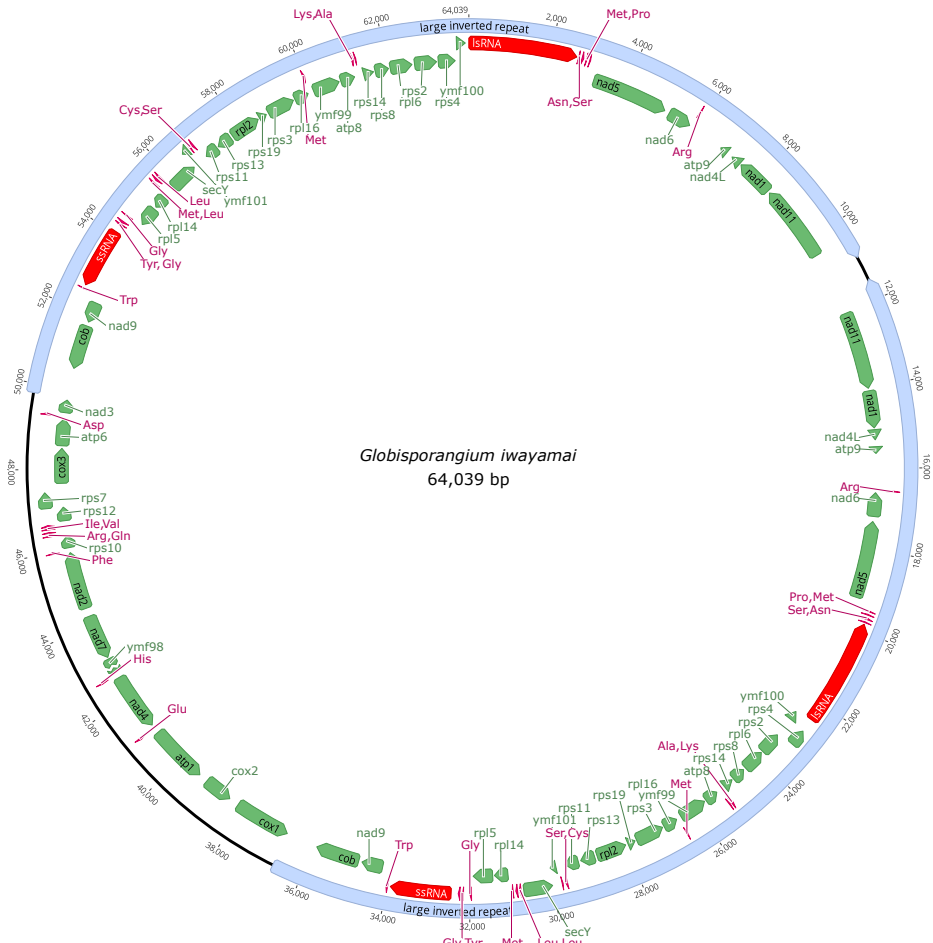 Globisporangium iwayamai
64,039 bp
64,039
large inverted repeat
lsRNA
2,000
Met,Pro
Asn,Ser
4,000
nad5
nad6
Arg
6,000
atp9
nad4L
nad1
8,000
nad11
10,000
12,000
nad11
14,000
nad1
nad4L
atp9
16,000
Arg
nad6
nad5
18,000
Pro,Met
Ser,Asn
20,000
lsRNA
22,000
ymf100
rps4
rps2
rpl6
rps8
rps14
24,000
Ala,Lys
atp8
Met
ymf99
rpl16
26,000
rps3
rps19
rpl2
28,000
rps13
rps11
Ser,Cys
ymf101
30,000
secY
Leu,Leu
Met
rpl14
rpl5
Gly
Gly,Tyr
32,000
large inverted repeat
ssRNA
Trp
34,000
nad9
cob
36,000
cox1
38,000
cox2
40,000
atp1
Glu
42,000
nad4
His
ymf98
nad7
44,000
nad2
Phe
rps10
46,000
Arg,Gln
Ile,Val
rps12
rps7
48,000
cox3
atp6
Asp
nad3
50,000
cob
nad9
Trp
52,000
ssRNA
Tyr,Gly
Gly
54,000
rpl5
rpl14
Met,Leu
Leu
secY
ymf101
56,000
Cys,Ser
rps11
rps13
rpl2
rps19
58,000
rps3
rpl16
Met
ymf99
60,000
atp8
Lys,Ala
rps14
rps8
62,000
rpl6
rps2
rps4
ymf100